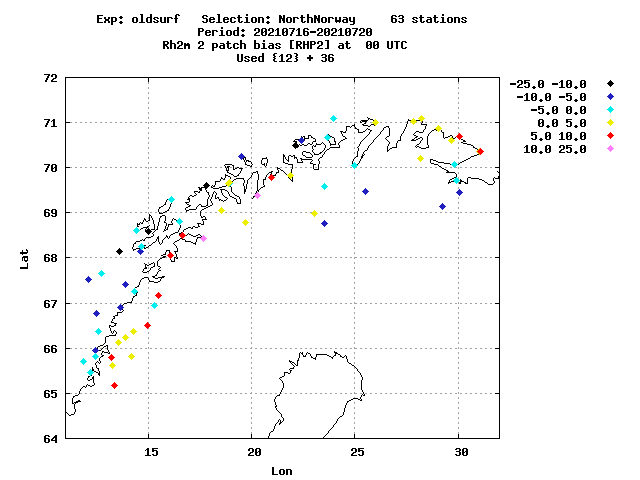 Exp: oldsurf   Selection: NorthNorway     63 stations
Period: 20210716-20210720
Rh2m 2 patch bias [RHP2] at  00 UTC
Used {12} + 36
-25.0 -10.0
-10.0 -5.0
-5.0 0.0
0.0 5.0
5.0 10.0
10.0 25.0
72
71
70
69
68
67
66
65
64
Lat
15 20 25 30
Lon